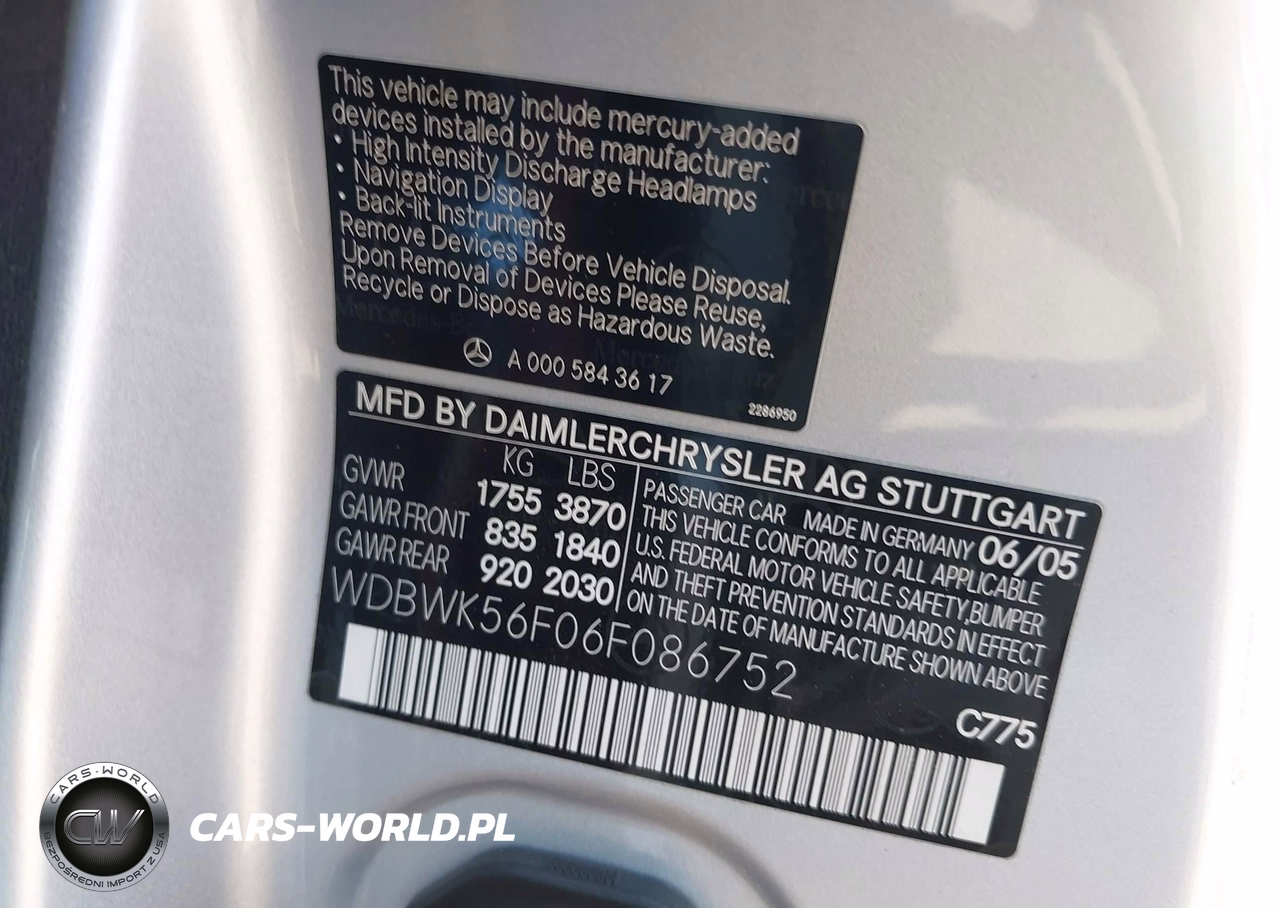 This vehicle may include mercury-added
devices installed by the manufacturer:
• High Intensity Discharge Headlamps
• Navigation Display
• Back-lit Instruments
Remove Devices Before Vehicle Disposal.
Upon Removal of Devices Please Reuse,
Recycle or Dispose as Hazardous Waste.
A 000 584 36 17
2286950
MFD BY DAIMLERCHRYSLER AG STUTTGART
KG LBS
GVWR 1755 3870
GAWR FRONT 835 1840
GAWR REAR 920 2030
PASSENGER CAR MADE IN GERMANY 06/05
THIS VEHICLE CONFORMS TO ALL APPLICABLE
U.S. FEDERAL MOTOR VEHICLE SAFETY,BUMPER
AND THEFT PREVENTION STANDARDS IN EFFECT
ON THE DATE OF MANUFACTURE SHOWN ABOVE
WDBWK56F06F086752
C775
CARS-WORLD
CW
BEZPOŚREDNI IMPORT Z USA
CARS-WORLD.PL